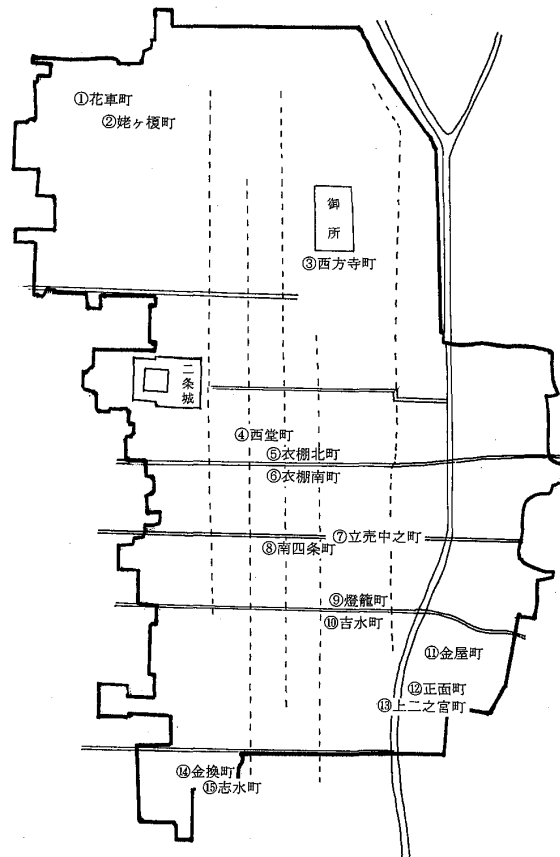 ①花車町
②姥ヶ榎町
御所
③西方寺町
二条城
④西堂町
⑤衣棚北町
⑥衣棚南町
⑦立売中之町
⑧南四条町
⑨燈籠町
⑩吉水町
⑪金屋町
⑫正面町
⑬上二之宮町
⑭金換町
⑮志水町